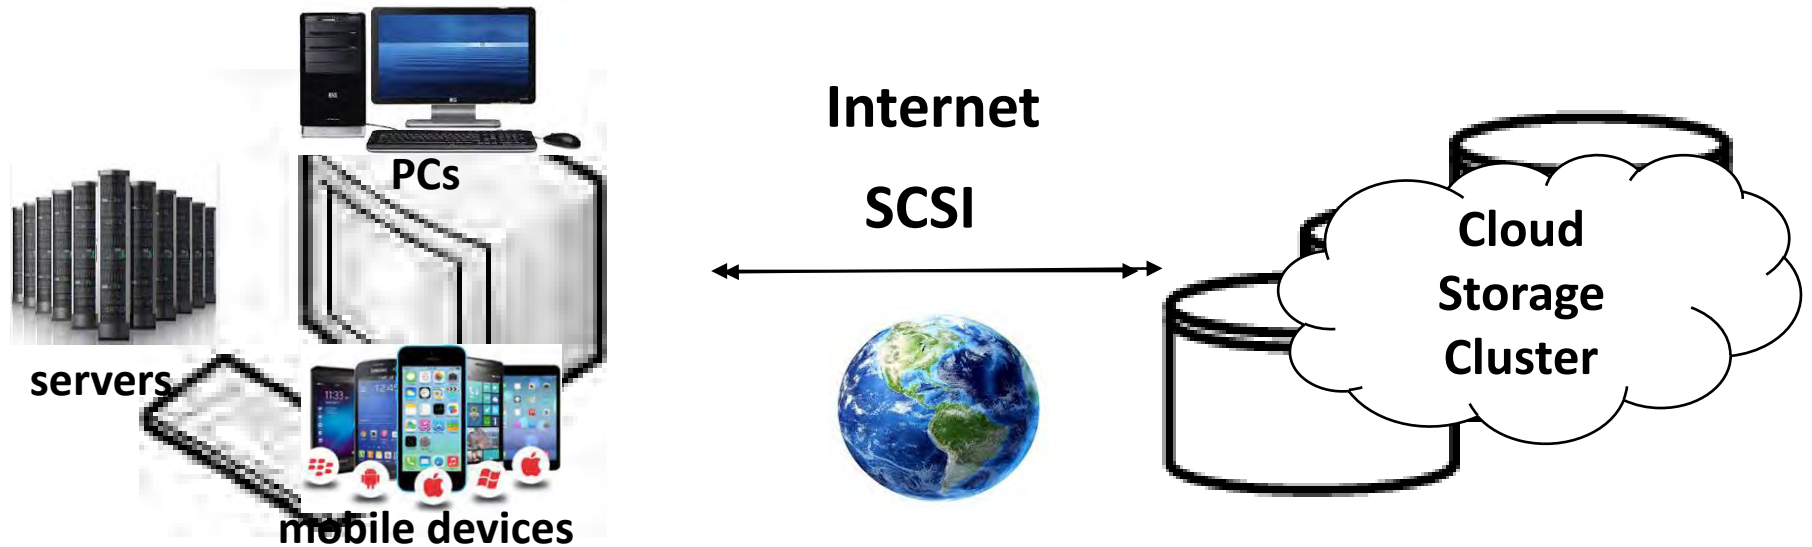 PCs
servers
mobile devices
Internet
SCSI
Cloud
Storage
Cluster